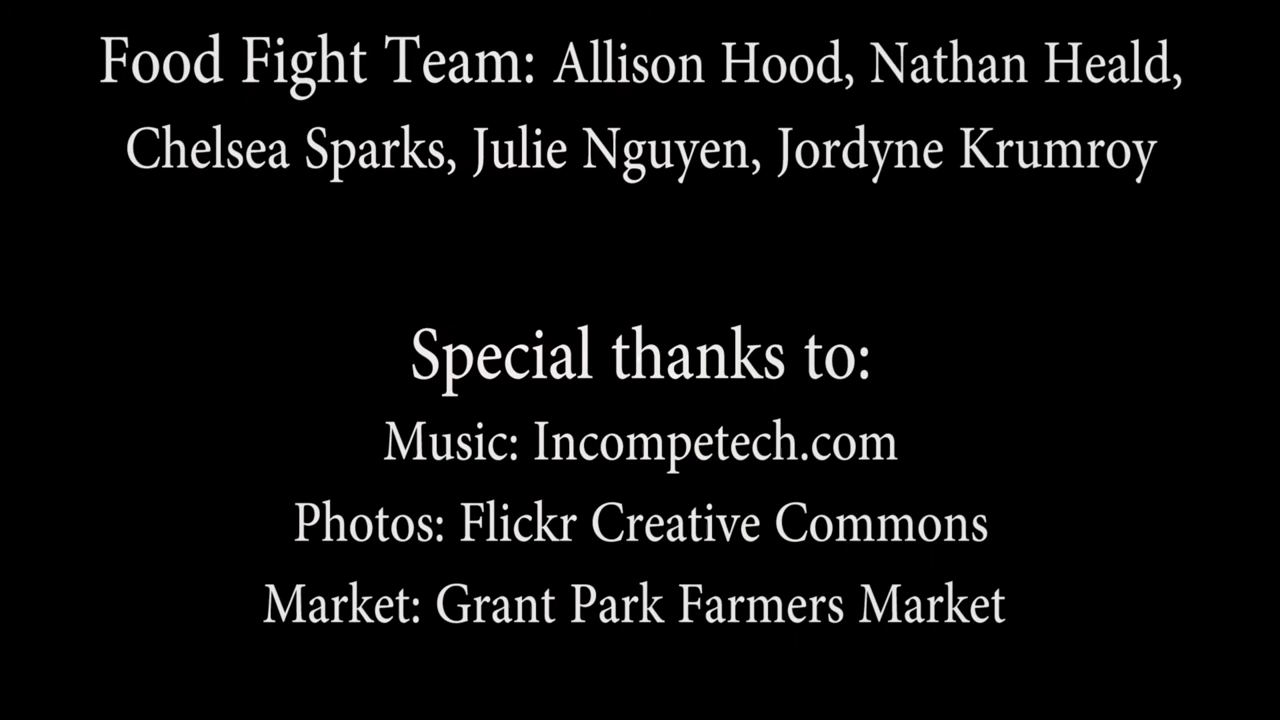 Food Fight Team: Allison Hood, Nathan Heald,
Chelsea Sparks, Julie Nguyen, Jordyne Krumroy
Special thanks to:
Music: Incompetech.com
Photos: Flickr Creative Commons
Market: Grant Park Farmers Market